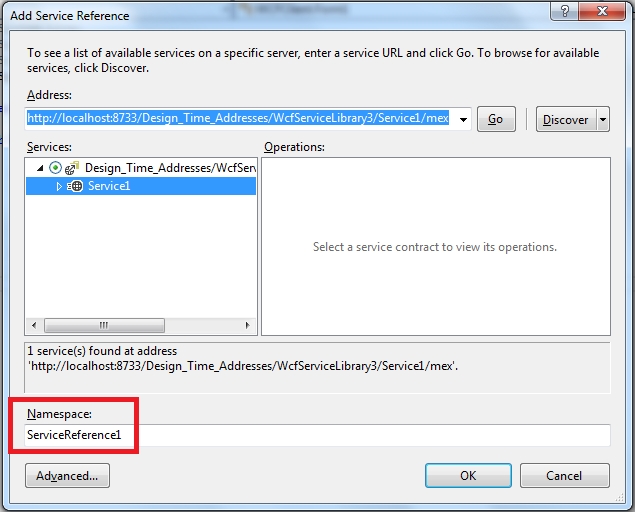 Add Service Reference
To see a list of available services on a specific server, enter a service URL and click Go. To browse for available
services, click Discover.
Address:
http://localhost:8733/Design_Time_Addresses/WcfServiceLibrary3/Service1/mex
Go
Discover
Services:
Operations:
Design_Time_Addresses/WcfServ
Service1
Select a service contract to view its operations.
1 service(s) found at address
'http://localhost:8733/Design_Time_Addresses/WcfServiceLibrary3/Service1/mex'.
Namespace:
ServiceReference1
Advanced...
OK
Cancel